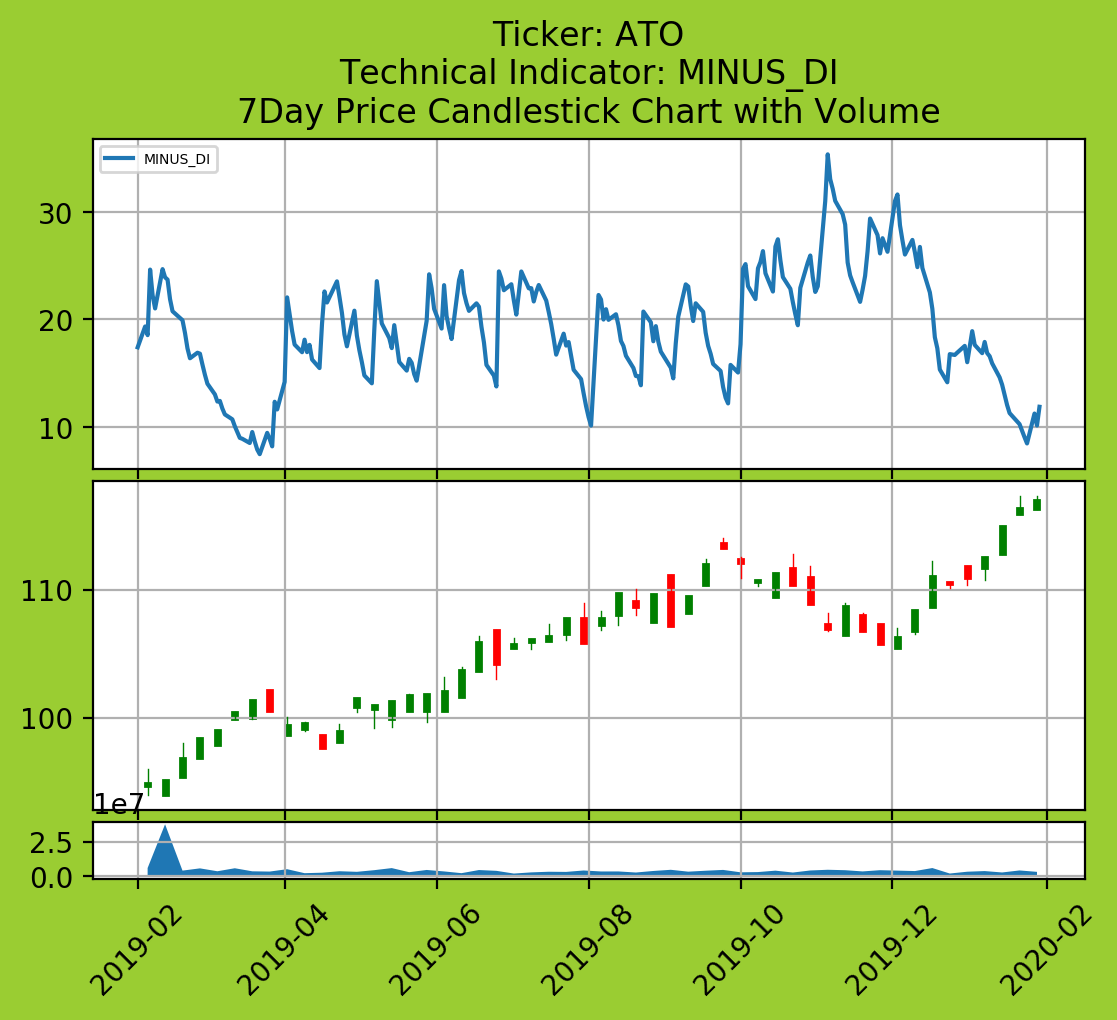 Ticker: ATO
Technical Indicator: MINUS_DI
7Day Price Candlestick Chart with Volume
MINUS_DI
30
20
10
110
100
1e7
2.5
0.0
2019-02
2019-04
2019-06
2019-08
2019-10
2019-12
2020-02